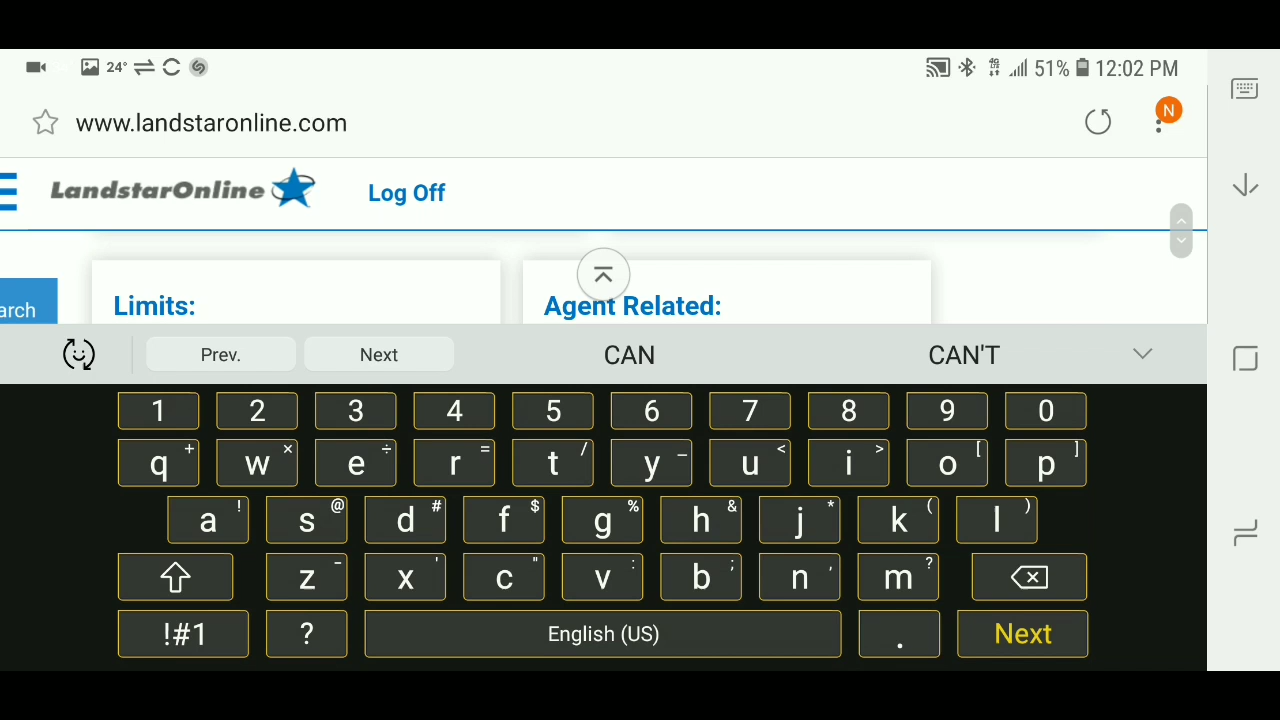 24° 51% 12:02 PM
www.landstaronline.com N
LandstarOnline Log Off
arch Limits: Agent Related:
Prev. Next CAN CAN'T
1 2 3 4 5 6 7 8 9 0
q + w × e ÷ r = t / y _ u < i > o [ p ]
a ! s @ d # f $ g % h & j * k ( l )
z - x ' c " v : b ; n , m ?
!#1 ? English (US) . Next